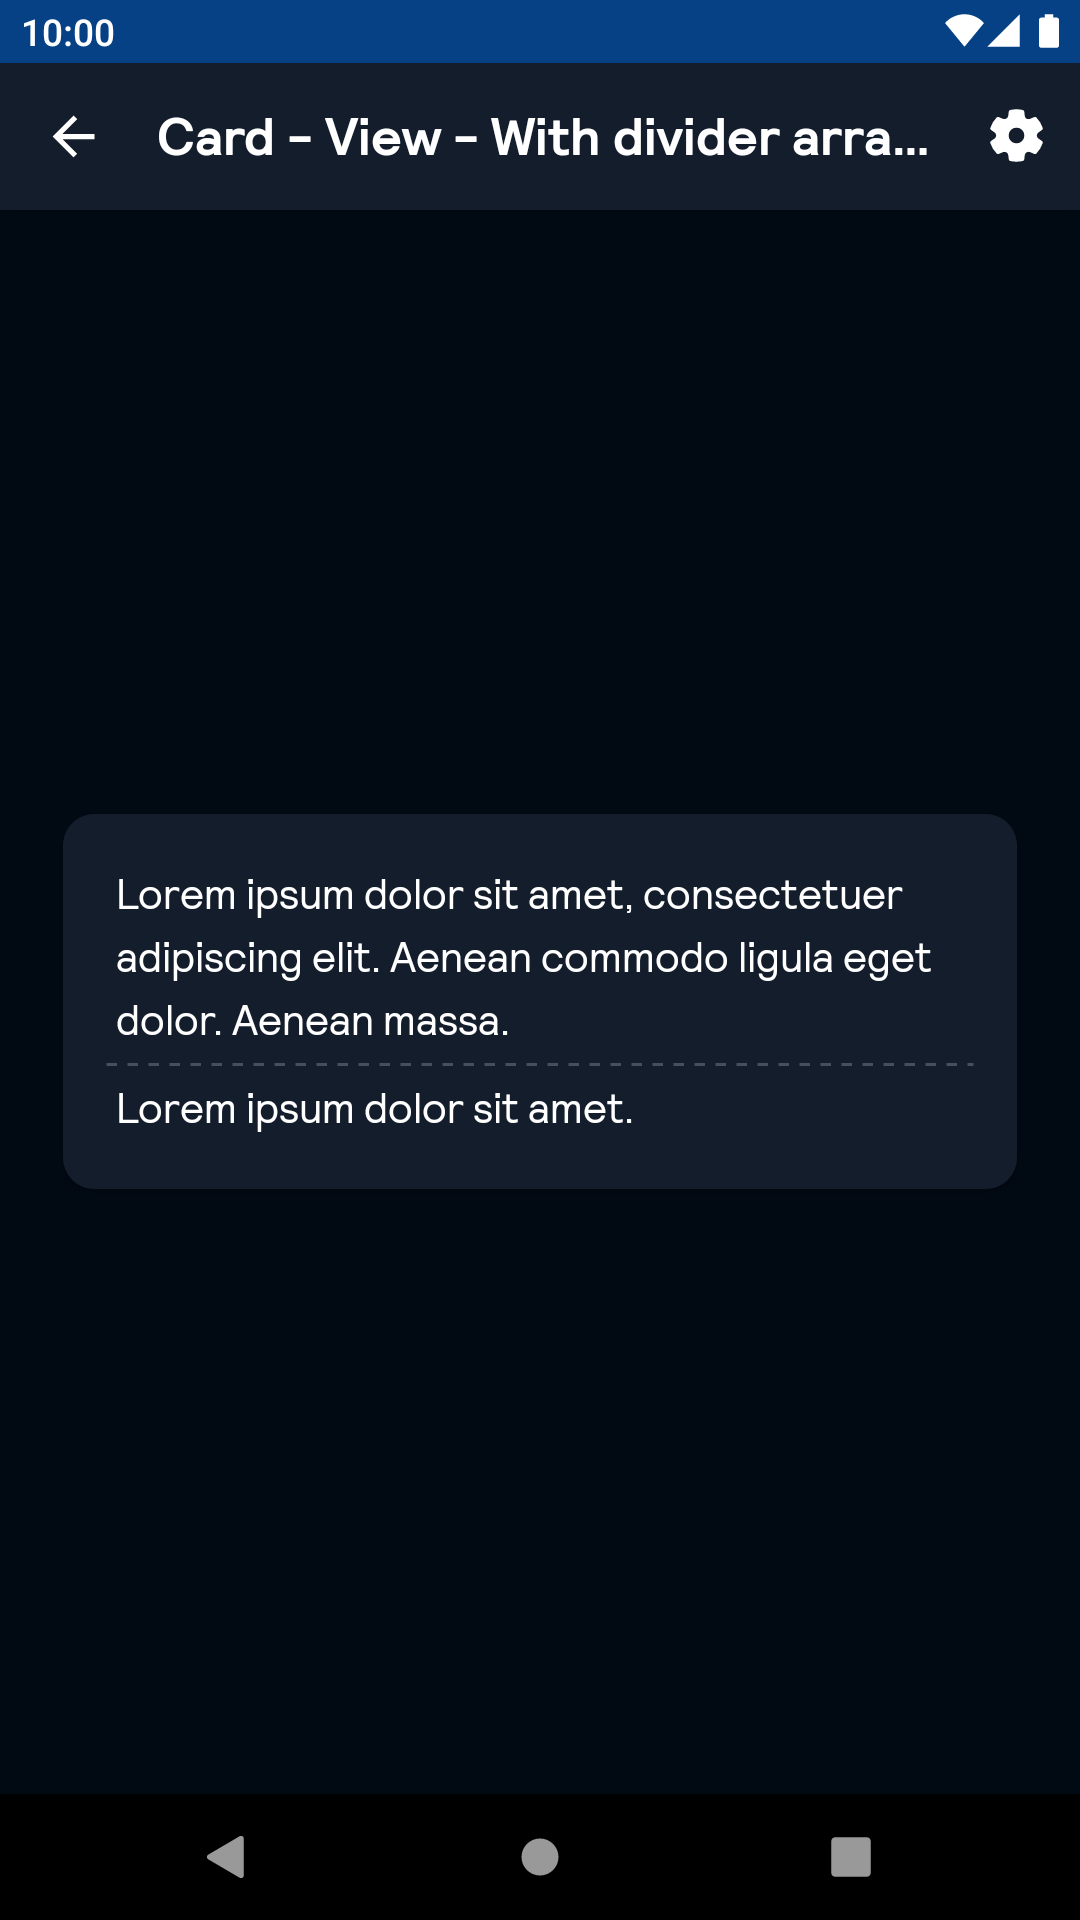 10:00
Card - View - With divider arra...
Lorem ipsum dolor sit amet, consectetuer
adipiscing elit. Aenean commodo ligula eget
dolor. Aenean massa.
Lorem ipsum dolor sit amet.